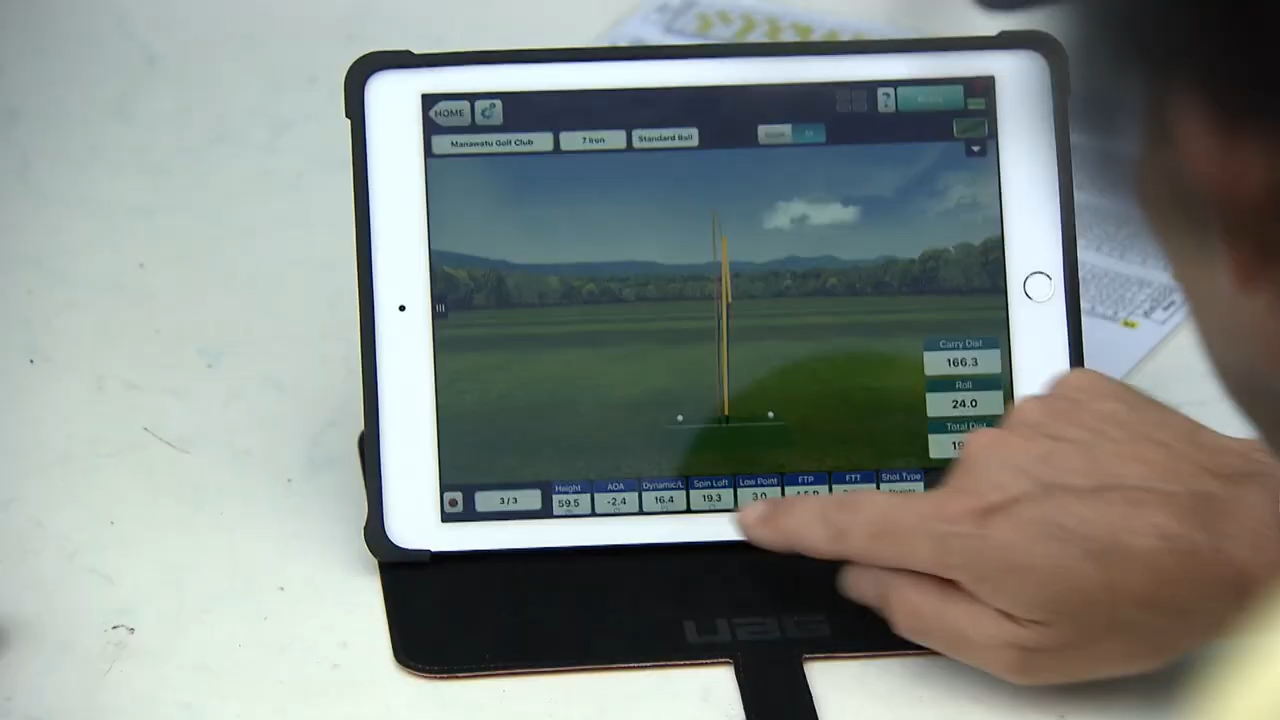 HOME
?
Manawatu Golf Club
7 Iron
Standard Ball
Carry Dist
166.3
Roll
24.0
Total Dist
3/3
Height
59.5
AOA
-2.4
Dynamic/L
16.4
Spin Loft
19.3
Low Point
3.0
FTP
FTT
Shot Type
Straight
UAG